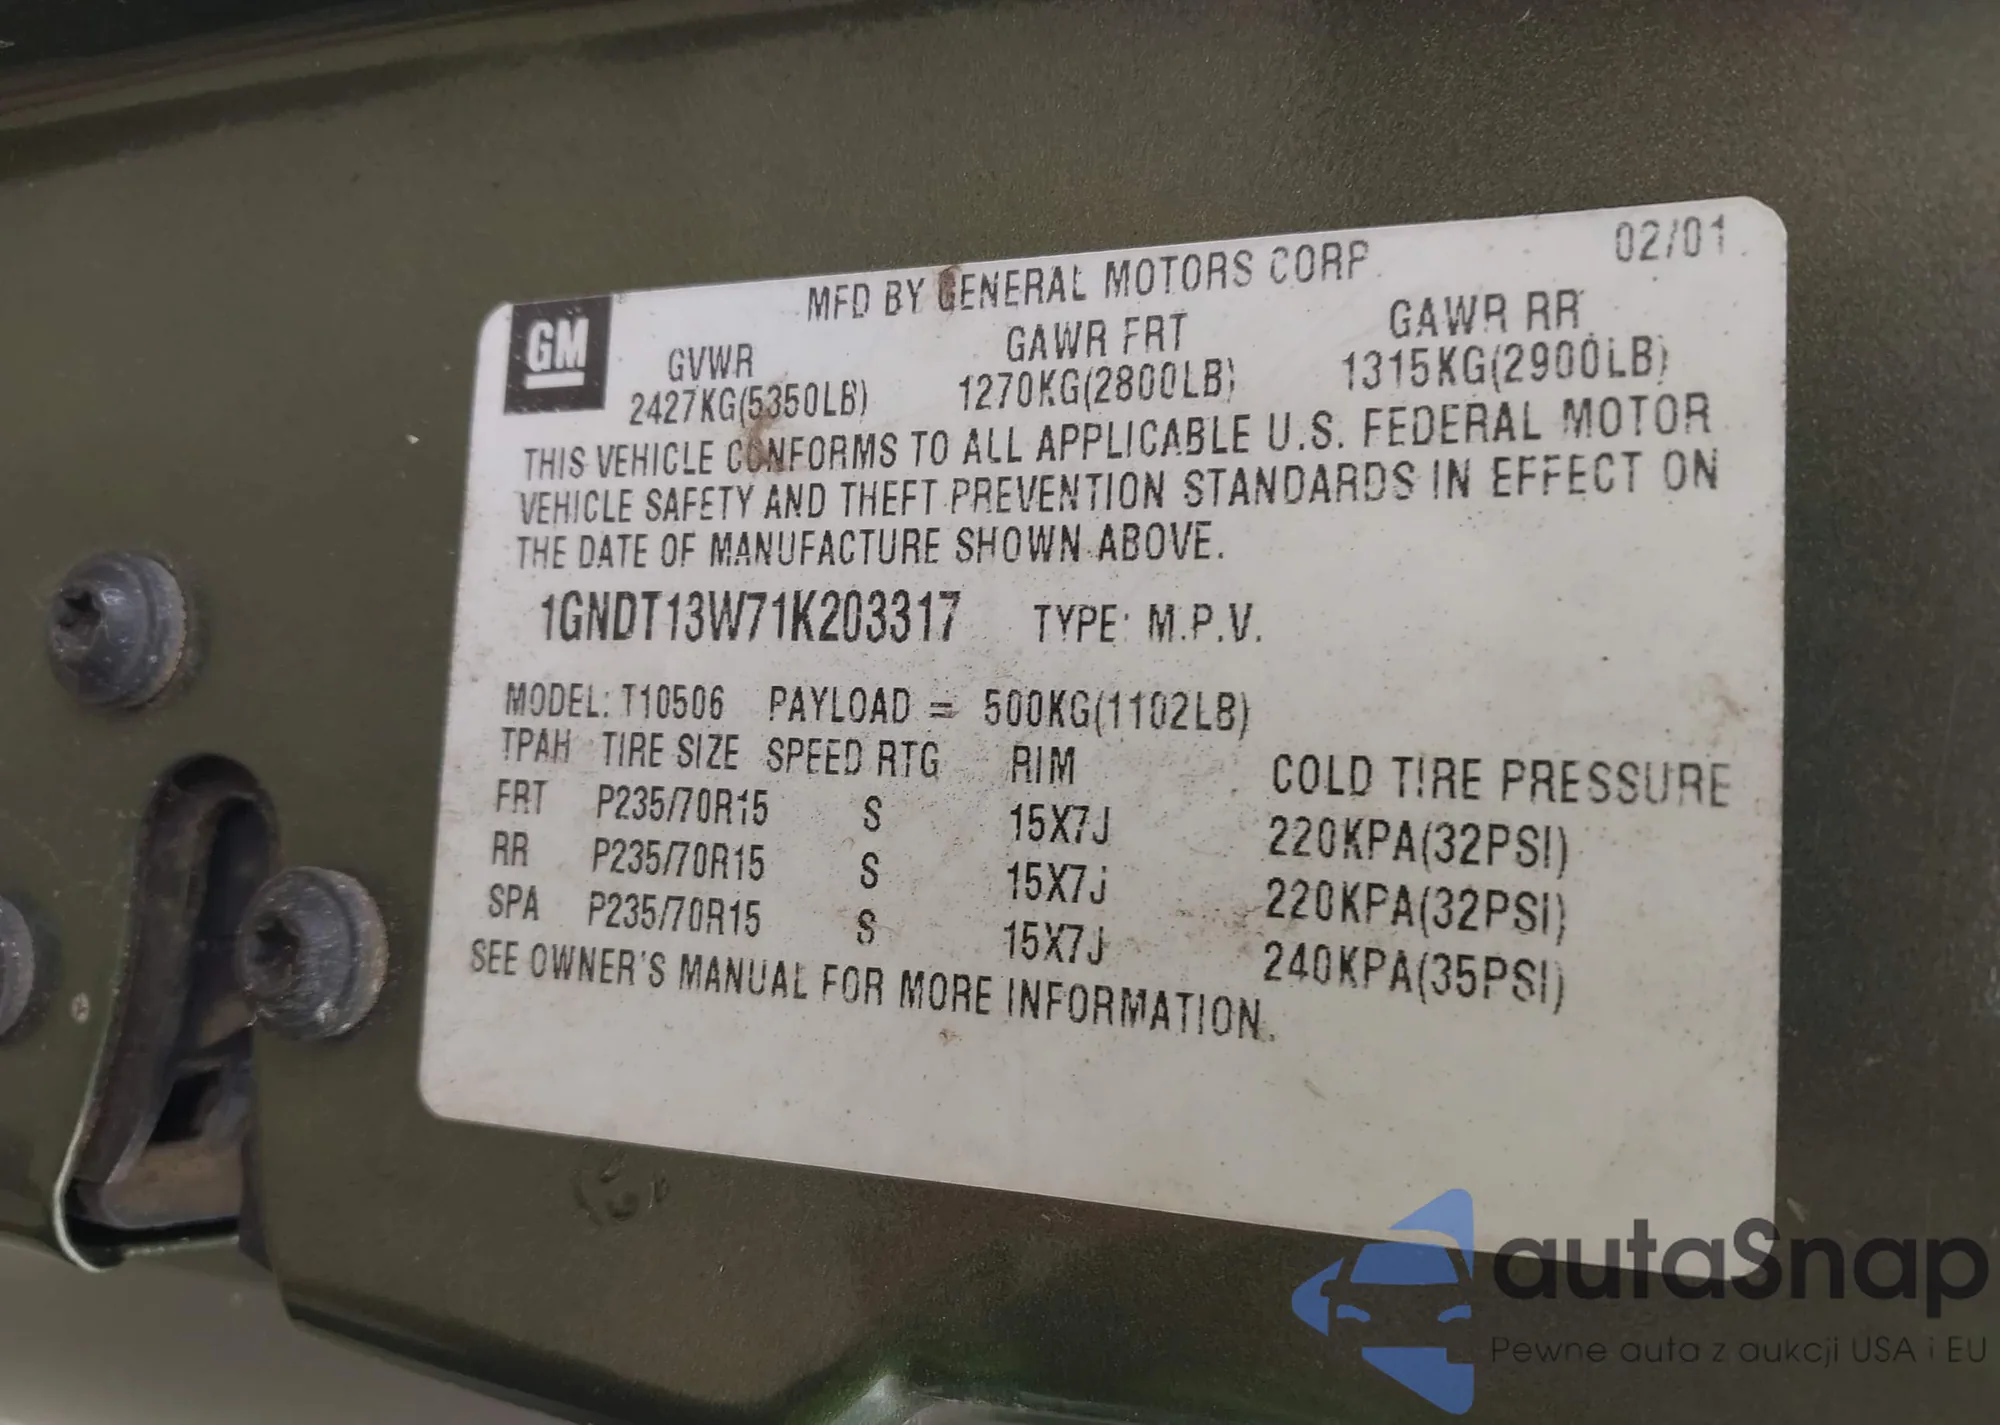 02/01
MFD BY GENERAL MOTORS CORP
GM
GVWR GAWR FRT GAWR RR
2427KG(5350LB) 1270KG(2800LB) 1315KG(2900LB)
THIS VEHICLE CONFORMS TO ALL APPLICABLE U.S. FEDERAL MOTOR
VEHICLE SAFETY AND THEFT PREVENTION STANDARDS IN EFFECT ON
THE DATE OF MANUFACTURE SHOWN ABOVE.
1GNDT13W71K203317 TYPE: M.P.V.
MODEL: T10506 PAYLOAD = 500KG(1102LB)
TPAH TIRE SIZE SPEED RTG RIM COLD TIRE PRESSURE
FRT P235/70R15 S 15X7J 220KPA(32PSI)
RR P235/70R15 S 15X7J 220KPA(32PSI)
SPA P235/70R15 S 15X7J 240KPA(35PSI)
SEE OWNER'S MANUAL FOR MORE INFORMATION.
autaSnap
Pewne auta z aukcji USA i EU